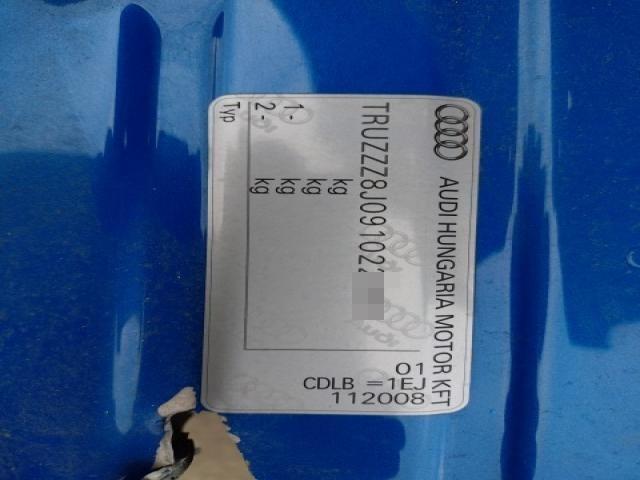 AUDI HUNGARIA MOTOR KFT
TRUZZZ8J091022
kg
kg
1- kg
2- kg
Typ
01
CDLB =1EJ
112008